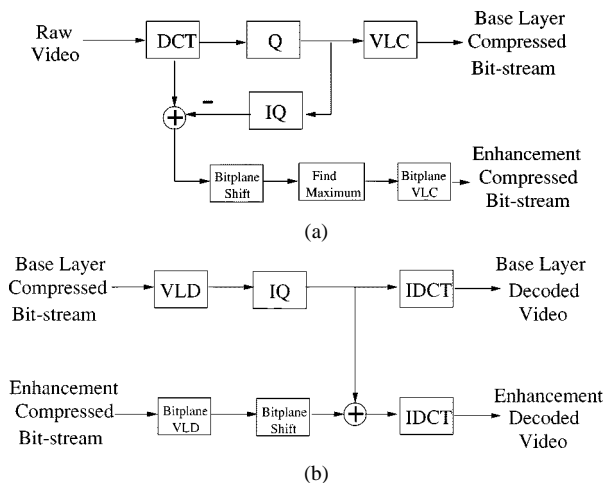 Raw
Video
DCT
Q
VLC
Base Layer
Compressed
Bit-stream
−
+
IQ
Bitplane
Shift
Find
Maximum
Bitplane
VLC
Enhancement
Compressed
Bit-stream
(a)
Base Layer
Compressed
Bit-stream
VLD
IQ
IDCT
Base Layer
Decoded
Video
Enhancement
Compressed
Bit-stream
Bitplane
VLD
Bitplane
Shift
+
IDCT
Enhancement
Decoded
Video
(b)